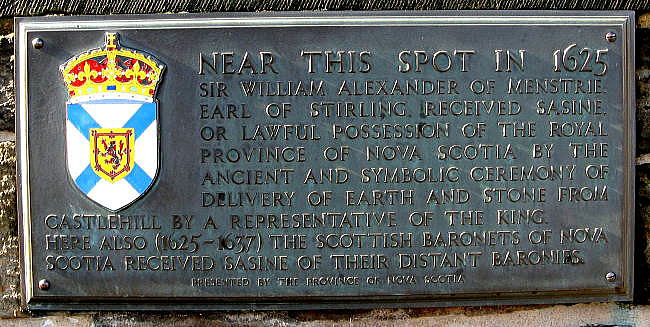 NEAR THIS SPOT IN 1625
SIR WILLIAM ALEXANDER OF MENSTRIE,
EARL OF STIRLING, RECEIVED SASINE,
OR LAWFUL POSSESSION OF THE ROYAL
PROVINCE OF NOVA SCOTIA BY THE
ANCIENT AND SYMBOLIC CEREMONY OF
DELIVERY OF EARTH AND STONE FROM
CASTLEHILL BY A REPRESENTATIVE OF THE KING.
HERE ALSO (1625-1637) THE SCOTTISH BARONETS OF NOVA
SCOTIA RECEIVED SASINE OF THEIR DISTANT BARONIES.
PRESENTED BY THE PROVINCE OF NOVA SCOTIA